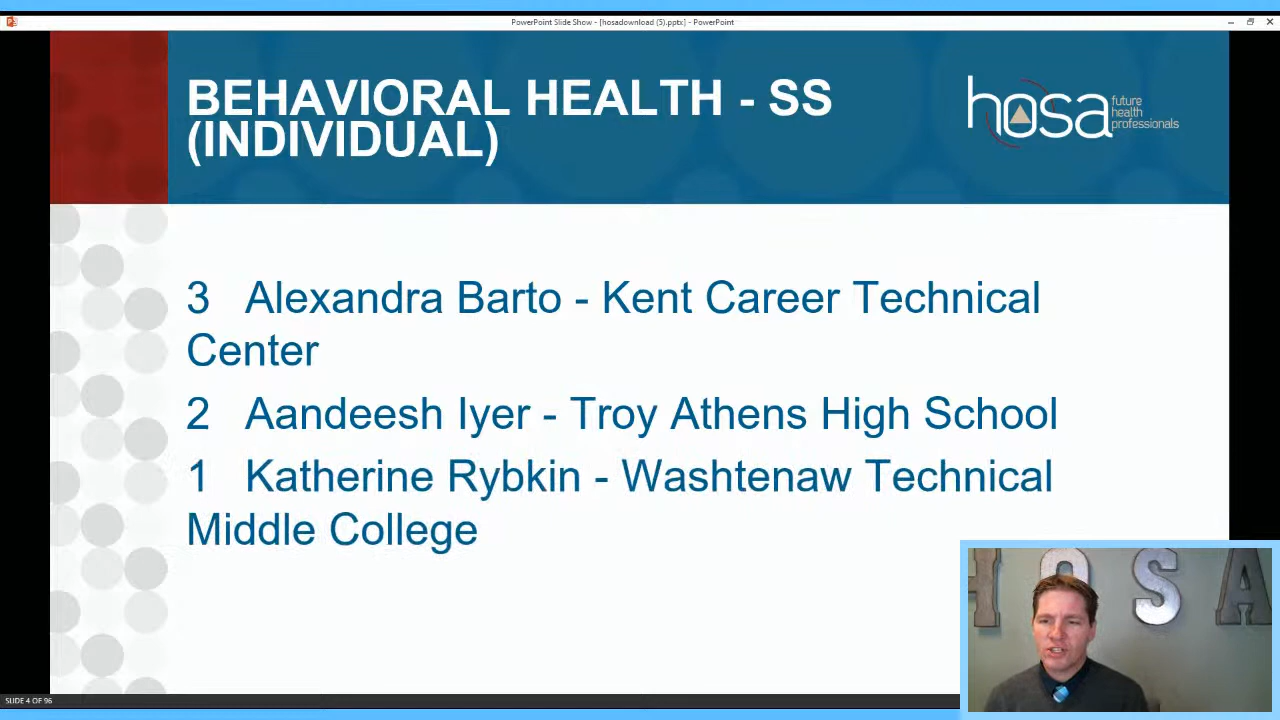 PowerPoint Slide Show - [hosadownload (5).pptx] - PowerPoint
BEHAVIORAL HEALTH - SS
(INDIVIDUAL)
hosa future
health
professionals
3 Alexandra Barto - Kent Career Technical
Center
2 Aandeesh Iyer - Troy Athens High School
1 Katherine Rybkin - Washtenaw Technical
Middle College
HOSA
SLIDE 4 OF 96